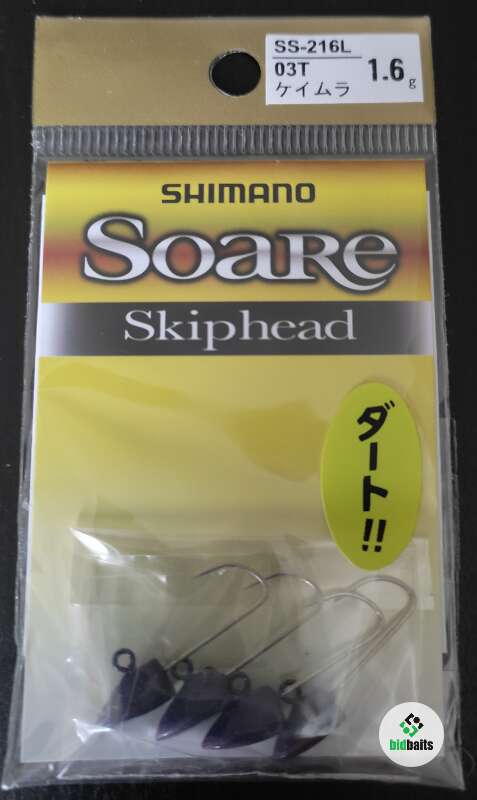 SS-216L
03T 1.6g
ケイムラ
SHIMANO
SOARE
Skiphead
ダート!!
bidbaits